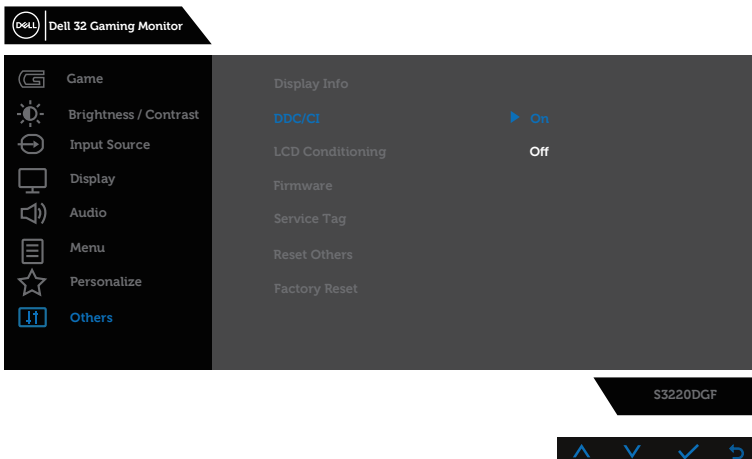 DELL
Dell 32 Gaming Monitor
Game
Brightness / Contrast
Input Source
Display
Audio
Menu
Personalize
Others
Display Info
DDC/CI On
LCD Conditioning Off
Firmware
Service Tag
Reset Others
Factory Reset
S3220DGF